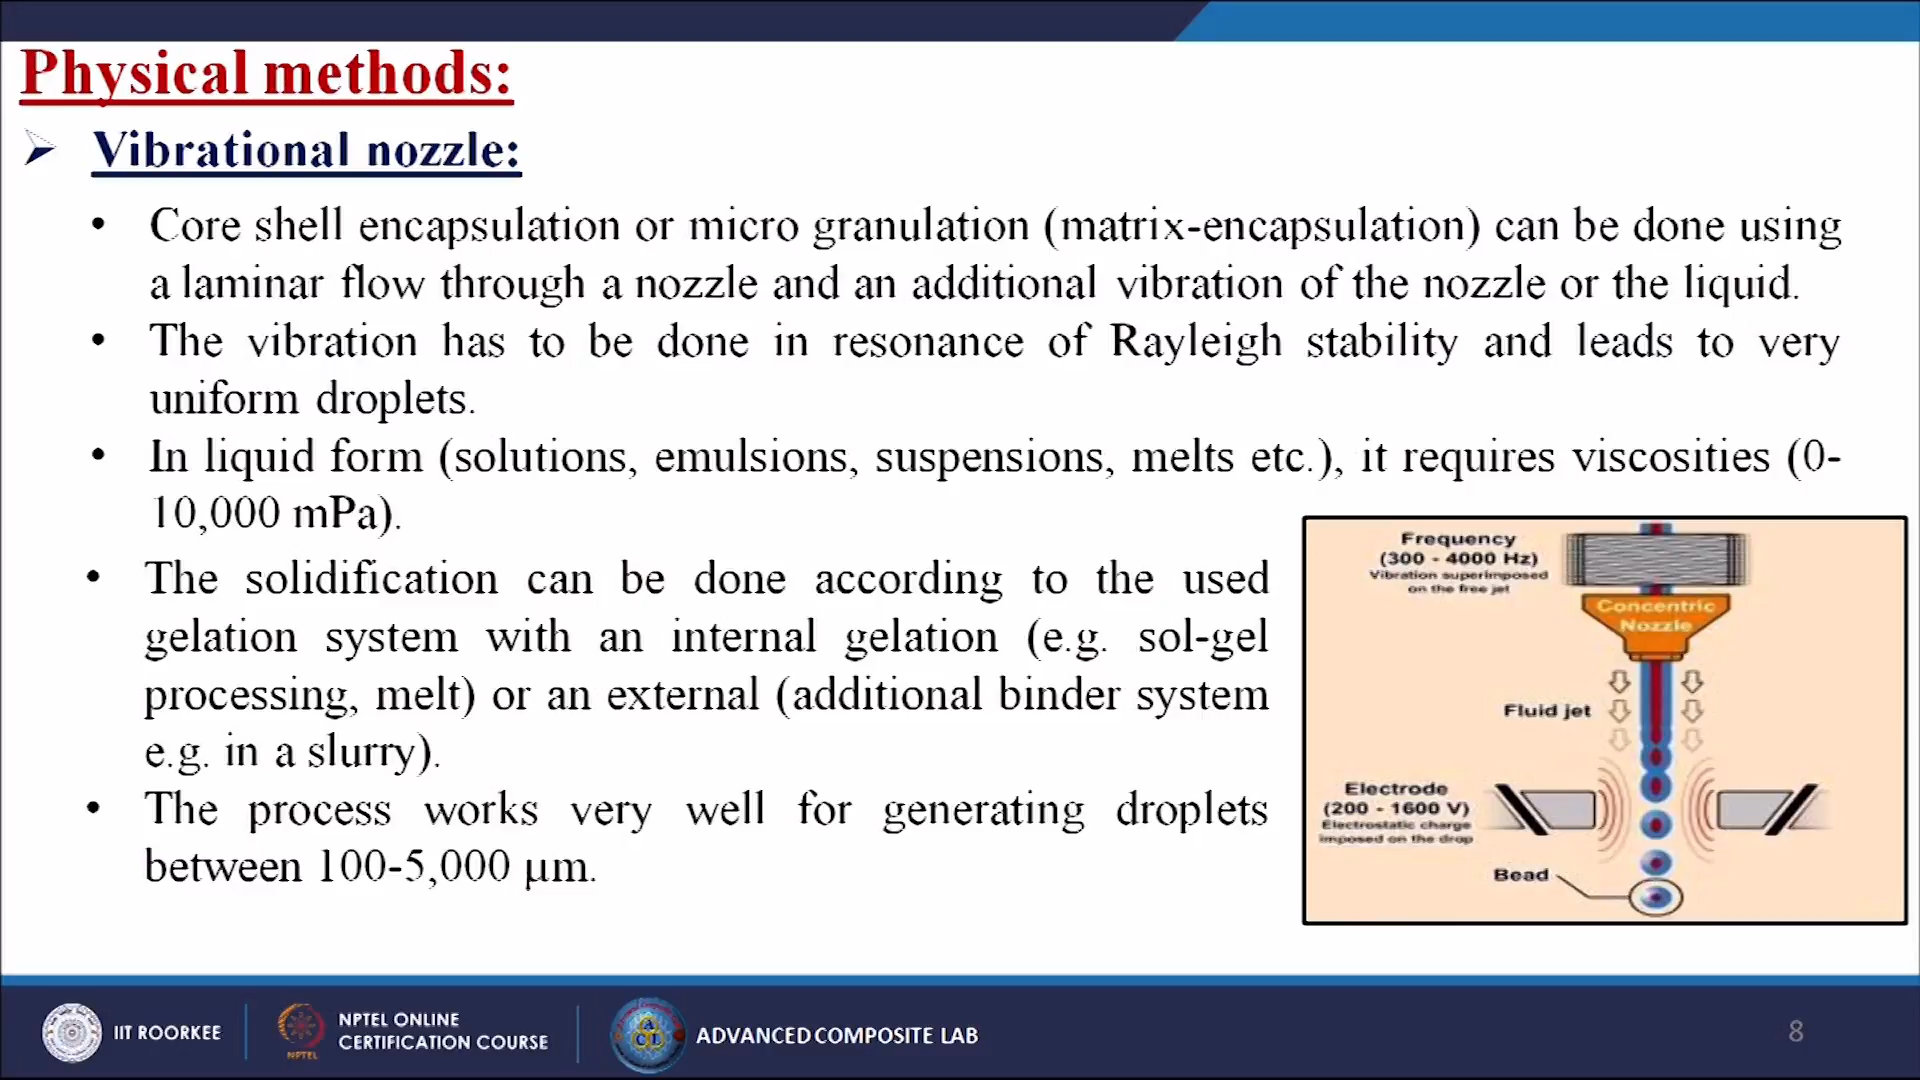 Physical methods:
➢ Vibrational nozzle:
• Core shell encapsulation or micro granulation (matrix-encapsulation) can be done using
a laminar flow through a nozzle and an additional vibration of the nozzle or the liquid.
• The vibration has to be done in resonance of Rayleigh stability and leads to very
uniform droplets.
• In liquid form (solutions, emulsions, suspensions, melts etc.), it requires viscosities (0-
10,000 mPa).
• The solidification can be done according to the used
gelation system with an internal gelation (e.g. sol-gel
processing, melt) or an external (additional binder system
e.g. in a slurry).
• The process works very well for generating droplets
between 100-5,000 µm.
Frequency
(300 - 4000 Hz)
Vibration superimposed
on the free jet
Concentric
Nozzle
Fluid jet
Electrode
(200 - 1600 V)
Electrostatic charge
imposed on the drop
Bead
IIT ROORKEE
NPTEL
NPTEL ONLINE
CERTIFICATION COURSE
ACL
ADVANCED COMPOSITE LAB
8